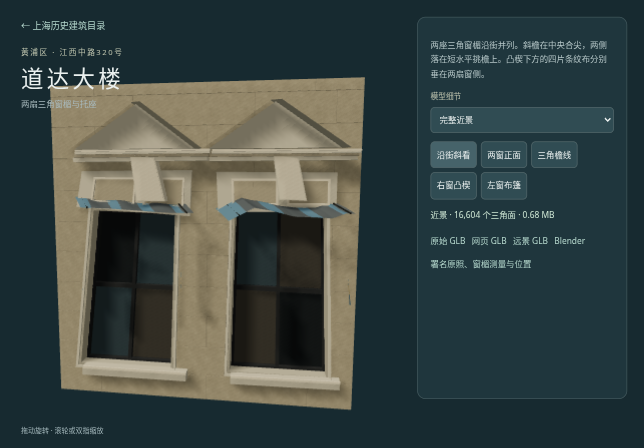 ← 上海历史建筑目录
黄浦区 · 江西中路320号
道达大楼
两扇三角窗楣与托座
拖动旋转 · 滚轮或双指缩放
两座三角窗楣沿街并列。斜檐在中央合尖，两侧
落在短水平挑檐上。凸楔下方的四片条纹布分别
垂在两扇窗侧。
模型细节
完整近景
沿街斜看
两窗正面
三角檐线
右窗凸楔
左窗布篷
近景 · 16,604 个三角面 · 0.68 MB
原始 GLB 网页 GLB 远景 GLB Blender
署名原照、窗楣测量与位置